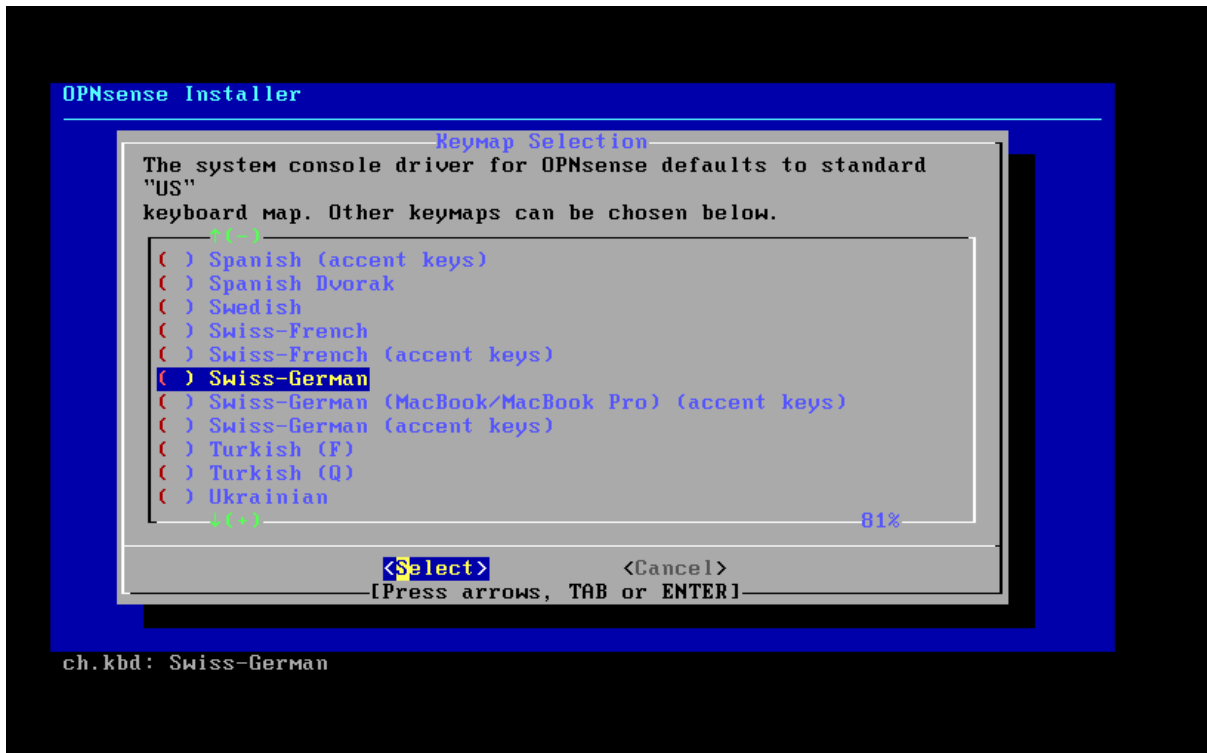 OPNsense Installer
Keymap Selection
The system console driver for OPNsense defaults to standard
"US"
keyboard map. Other keymaps can be chosen below.
↑(-)
( ) Spanish (accent keys)
( ) Spanish Dvorak
( ) Swedish
( ) Swiss-French
( ) Swiss-French (accent keys)
( ) Swiss-German
( ) Swiss-German (MacBook/MacBook Pro) (accent keys)
( ) Swiss-German (accent keys)
( ) Turkish (F)
( ) Turkish (Q)
( ) Ukrainian
↓(+) 81%
<Select> <Cancel>
[Press arrows, TAB or ENTER]
ch.kbd: Swiss-German